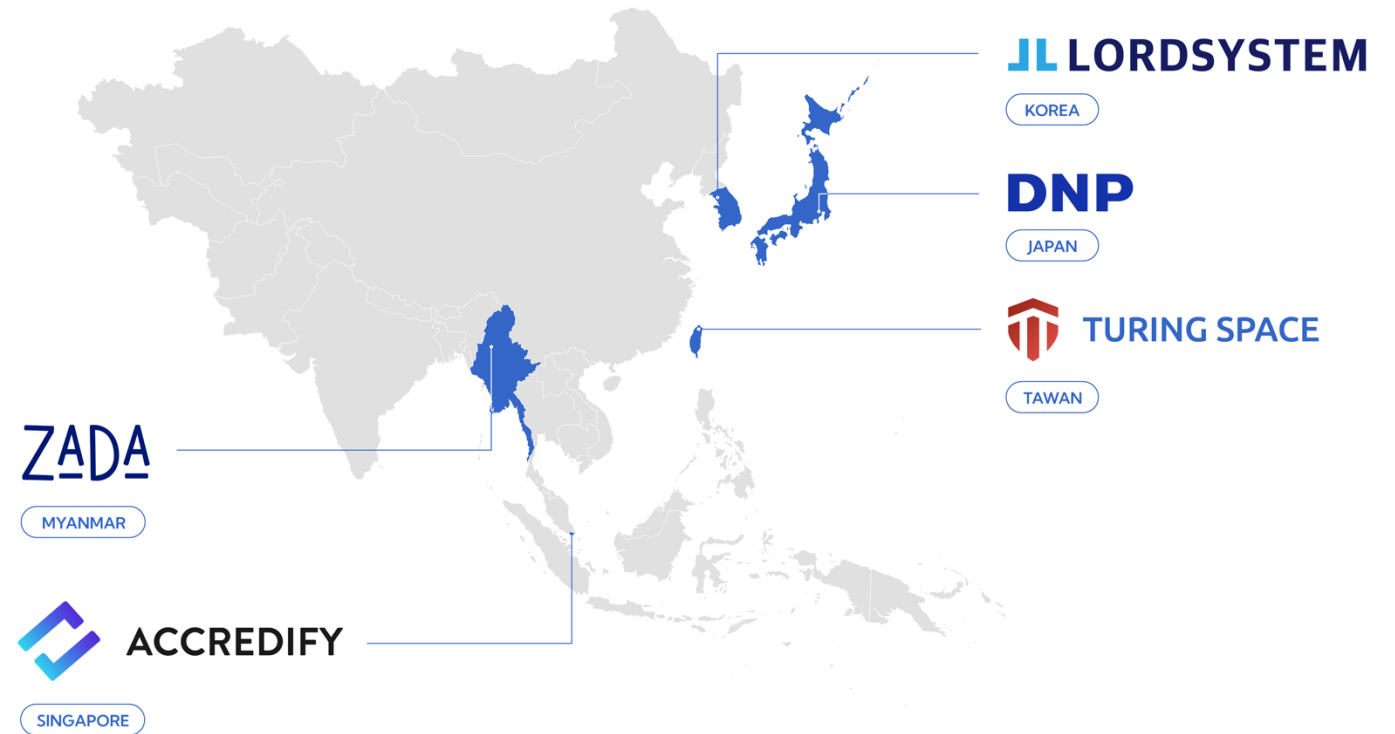 LORDSYSTEM
KOREA
DNP
JAPAN
TURING SPACE
TAWAN
ZADA
MYANMAR
ACCREDIFY
SINGAPORE